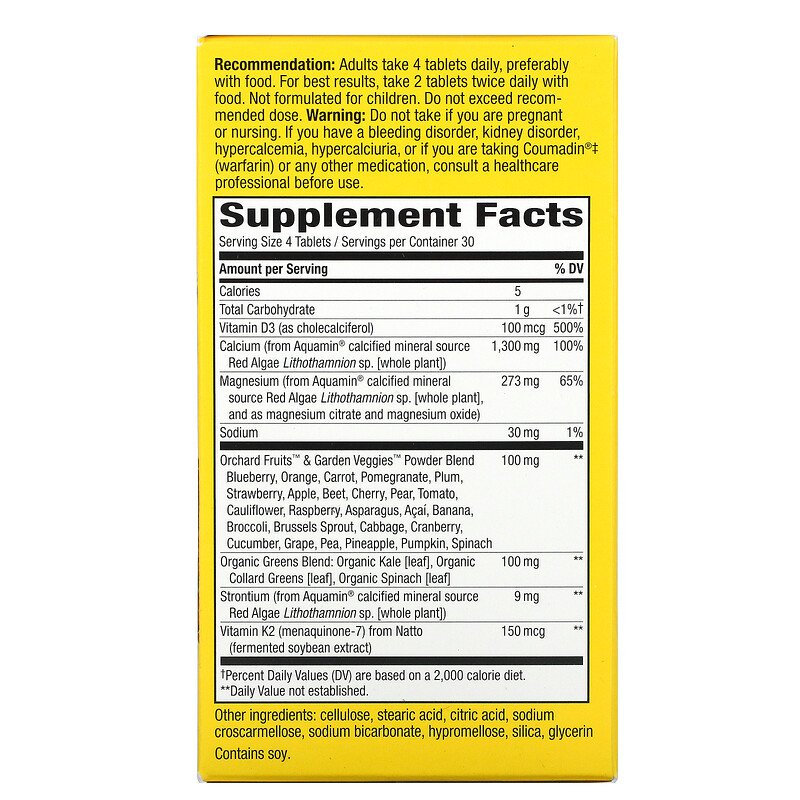 Recommendation: Adults take 4 tablets daily, preferably
with food. For best results, take 2 tablets twice daily with
food. Not formulated for children. Do not exceed recom-
mended dose. Warning: Do not take if you are pregnant
or nursing. If you have a bleeding disorder, kidney disorder,
hypercalcemia, hypercalciuria, or if you are taking Coumadin®‡
(warfarin) or any other medication, consult a healthcare
professional before use.
Supplement Facts
Serving Size 4 Tablets / Servings per Container 30
Amount per Serving % DV
Calories 5
Total Carbohydrate 1 g <1%†
Vitamin D3 (as cholecalciferol) 100 mcg 500%
Calcium (from Aquamin® calcified mineral source 1,300 mg 100%
Red Algae Lithothamnion sp. [whole plant])
Magnesium (from Aquamin® calcified mineral 273 mg 65%
source Red Algae Lithothamnion sp. [whole plant],
and as magnesium citrate and magnesium oxide)
Sodium 30 mg 1%
Orchard Fruits™ & Garden Veggies™ Powder Blend 100 mg **
Blueberry, Orange, Carrot, Pomegranate, Plum,
Strawberry, Apple, Beet, Cherry, Pear, Tomato,
Cauliflower, Raspberry, Asparagus, Açaí, Banana,
Broccoli, Brussels Sprout, Cabbage, Cranberry,
Cucumber, Grape, Pea, Pineapple, Pumpkin, Spinach
Organic Greens Blend: Organic Kale [leaf], Organic 100 mg **
Collard Greens [leaf], Organic Spinach [leaf]
Strontium (from Aquamin® calcified mineral source 9 mg **
Red Algae Lithothamnion sp. [whole plant])
Vitamin K2 (menaquinone-7) from Natto 150 mcg **
(fermented soybean extract)
†Percent Daily Values (DV) are based on a 2,000 calorie diet.
**Daily Value not established.
Other ingredients: cellulose, stearic acid, citric acid, sodium
croscarmellose, sodium bicarbonate, hypromellose, silica, glycerin
Contains soy.